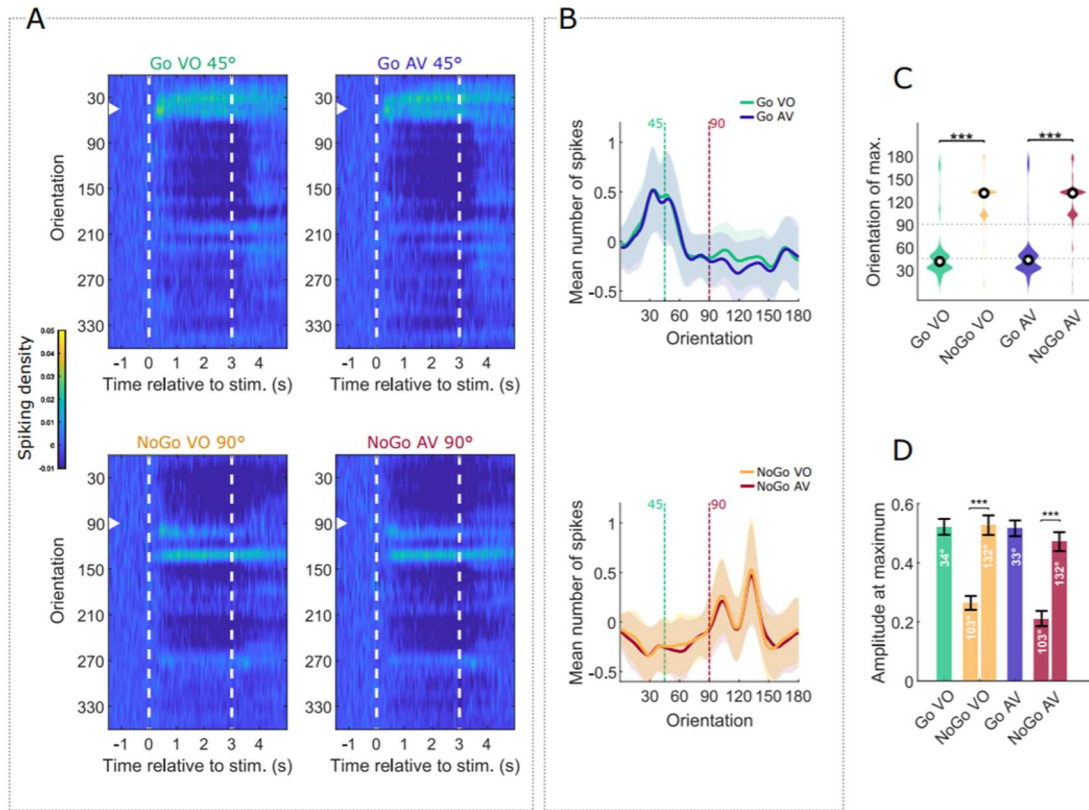 A
Go VO 45°
Go AV 45°
30
90
150
210
270
330
Orientation
-1 0 1 2 3 4
-1 0 1 2 3 4
Time relative to stim. (s)
Time relative to stim. (s)
Spiking density
0.05
0.04
0.03
0.02
0.01
0
-0.01
NoGo VO 90°
NoGo AV 90°
30
90
150
210
270
330
30
90
150
210
270
330
Orientation
-1 0 1 2 3 4
-1 0 1 2 3 4
Time relative to stim. (s)
Time relative to stim. (s)
B
Go VO
Go AV
45
90
1
0.5
0
-0.5
Mean number of spikes
30 60 90 120 150 180
Orientation
NoGo VO
NoGo AV
45
90
1
0.5
0
-0.5
Mean number of spikes
30 60 90 120 150 180
Orientation
C
***
***
180
150
120
90
60
30
Orientation of max.
Go VO
NoGo VO
Go AV
NoGo AV
D
0.6
0.4
0.2
0
Amplitude at maximum
***
***
34°
103°
132°
33°
103°
132°
Go VO
NoGo VO
Go AV
NoGo AV